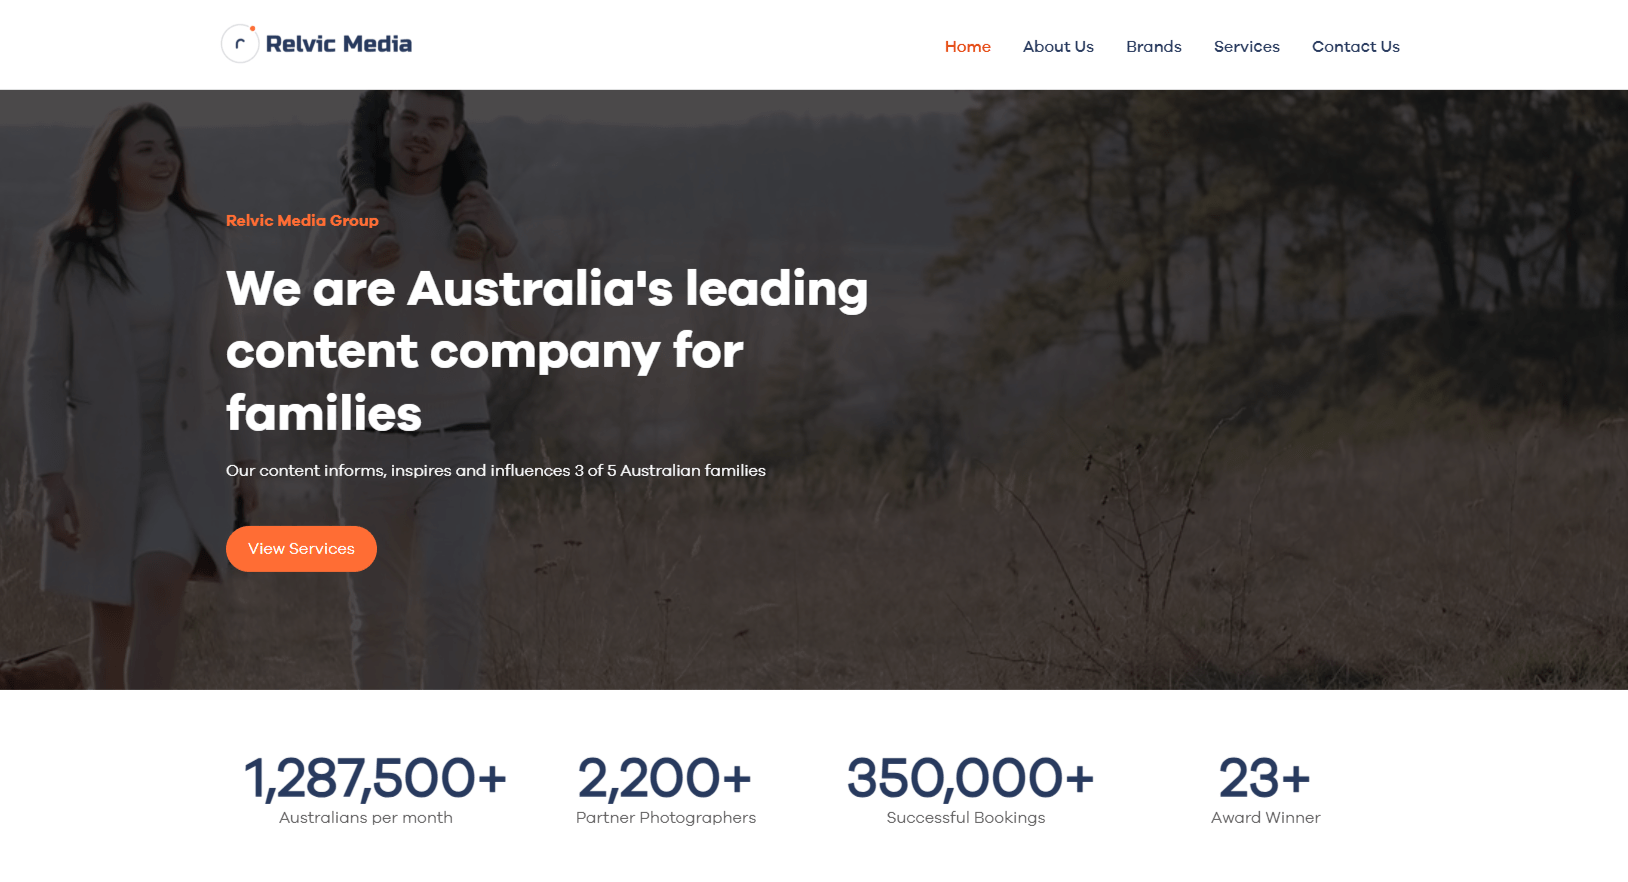 r Relvic Media
Home About Us Brands Services Contact Us
Relvic Media Group
We are Australia's leading
content company for
families
Our content informs, inspires and influences 3 of 5 Australian families
View Services
1,287,500+ 2,200+ 350,000+ 23+
Australians per month Partner Photographers Successful Bookings Award Winner